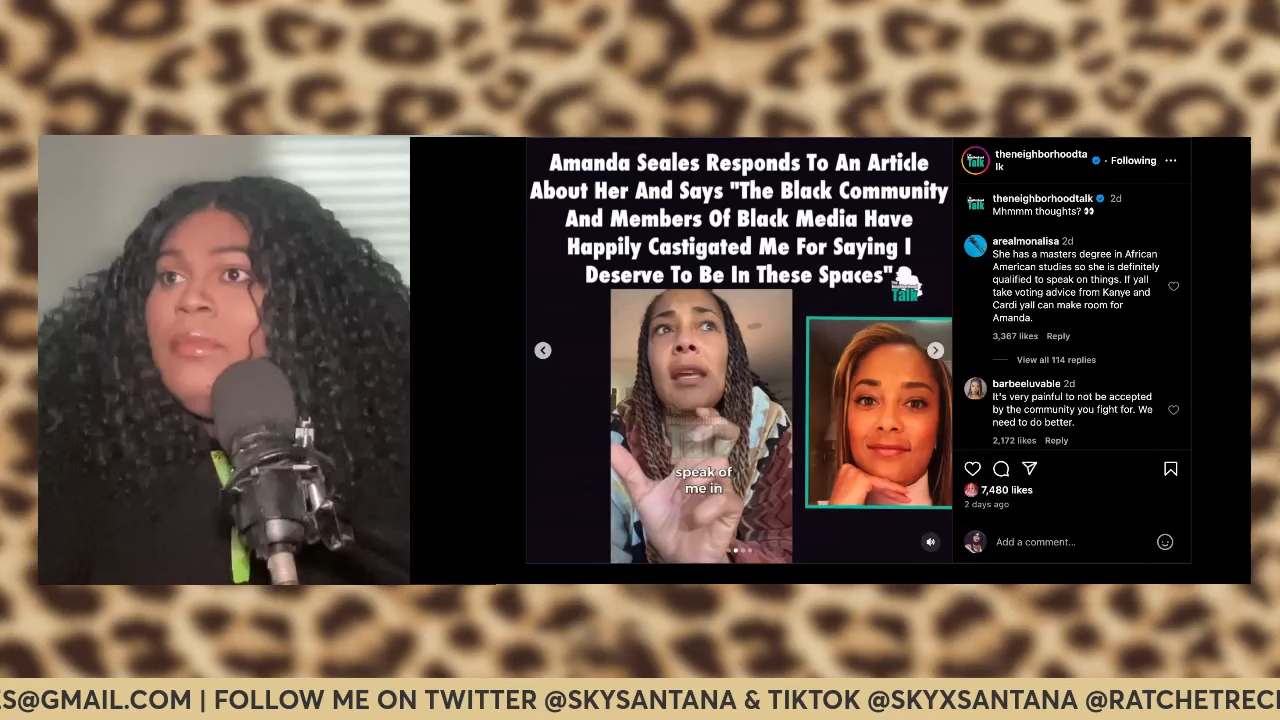 Amanda Seales Responds To An Article
About Her And Says "The Black Community
And Members Of Black Media Have
Happily Castigated Me For Saying I
Deserve To Be In These Spaces"
Talk
speak of
me in
Talk
theneighborhoodta
lk
Following
Talk
theneighborhoodtalk 2d
Mhmmm thoughts? 👀
arealmonalisa 2d
She has a masters degree in African
American studies so she is definitely
qualified to speak on things. If yall
take voting advice from Kanye and
Cardi yall can make room for
Amanda.
3,367 likes Reply
View all 114 replies
barbeeluvable 2d
It's very painful to not be accepted
by the community you fight for. We
need to do better.
2,172 likes Reply
7,480 likes
2 days ago
Add a comment...
ES@GMAIL.COM | FOLLOW ME ON TWITTER @SKYSANTANA & TIKTOK @SKYXSANTANA @RATCHETREC